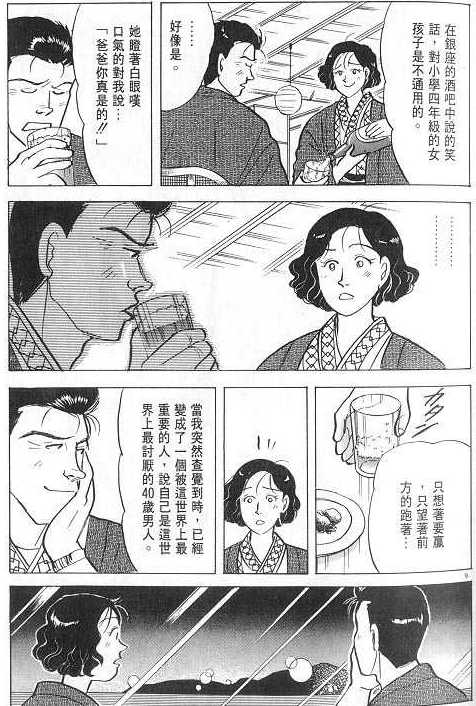 在銀座的酒吧中說的笑
話，對小學四年級的女
孩子是不通用的。
……
好像是。
她瞪著白眼嘆
口氣的對我說…
「爸爸你真是的!!」
…………
只想著要贏
，只望著前
方的跑著…
當我突然查覺到時，已經
變成了一個被這世界上最
重要的人，說自己是這世
界上最討厭的40歲男人。
9